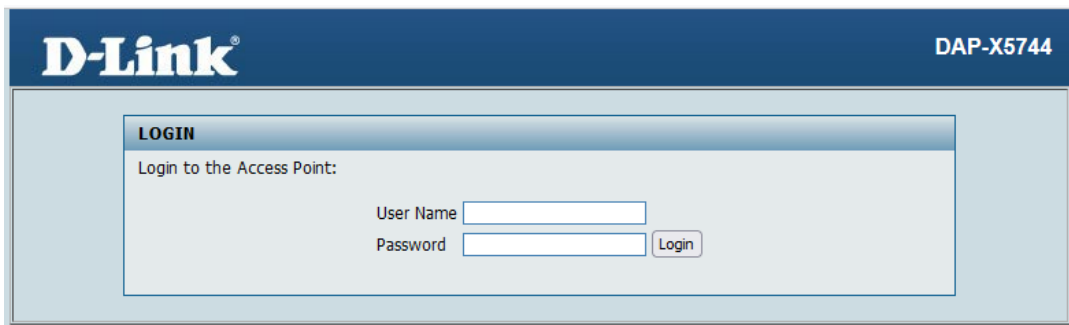 D-Link®
DAP-X5744
LOGIN
Login to the Access Point:
User Name
Password Login